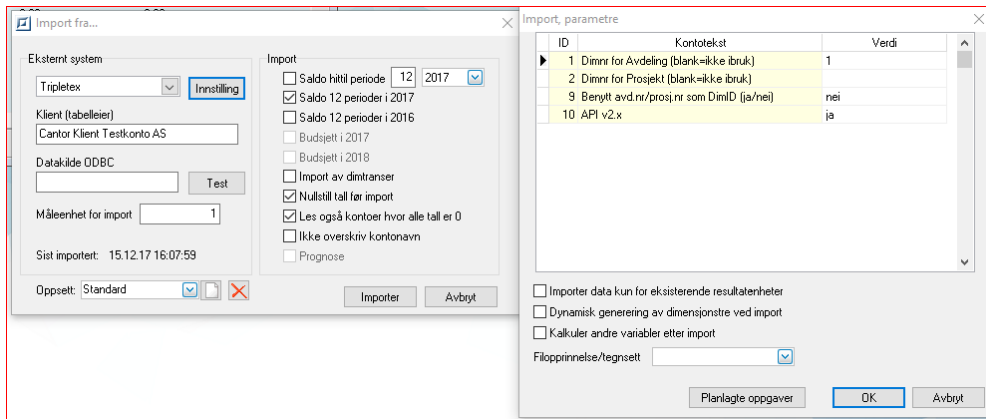 Import fra...
Eksternt system
Tripletex
Innstilling
Klient (tabelleier)
Cantor Klient Testkonto AS
Datakilde ODBC
Test
Måleenhet for import 1
Sist importert: 15.12.17 16:07:59
Oppsett: Standard
Import
Saldo hittil periode 12 2017
Saldo 12 perioder i 2017
Saldo 12 perioder i 2016
Budsjett i 2017
Budsjett i 2018
Import av dimtranser
Nullstill tall før import
Les også kontoer hvor alle tall er 0
Ikke overskriv kontonavn
Prognose
Importer Avbryt
Import, parametre
ID Kontotekst Verdi
1 Dimnr for Avdeling (blank=ikke ibruk) 1
2 Dimnr for Prosjekt (blank=ikke ibruk)
9 Benytt avd.nr/prosj.nr som DimID (ja/nei) nei
10 API v2.x ja
Importer data kun for eksisterende resultatenheter
Dynamisk generering av dimensjonstre ved import
Kalkuler andre variabler etter import
Filopprinnelse/tegnsett
Planlagte oppgaver OK Avbryt